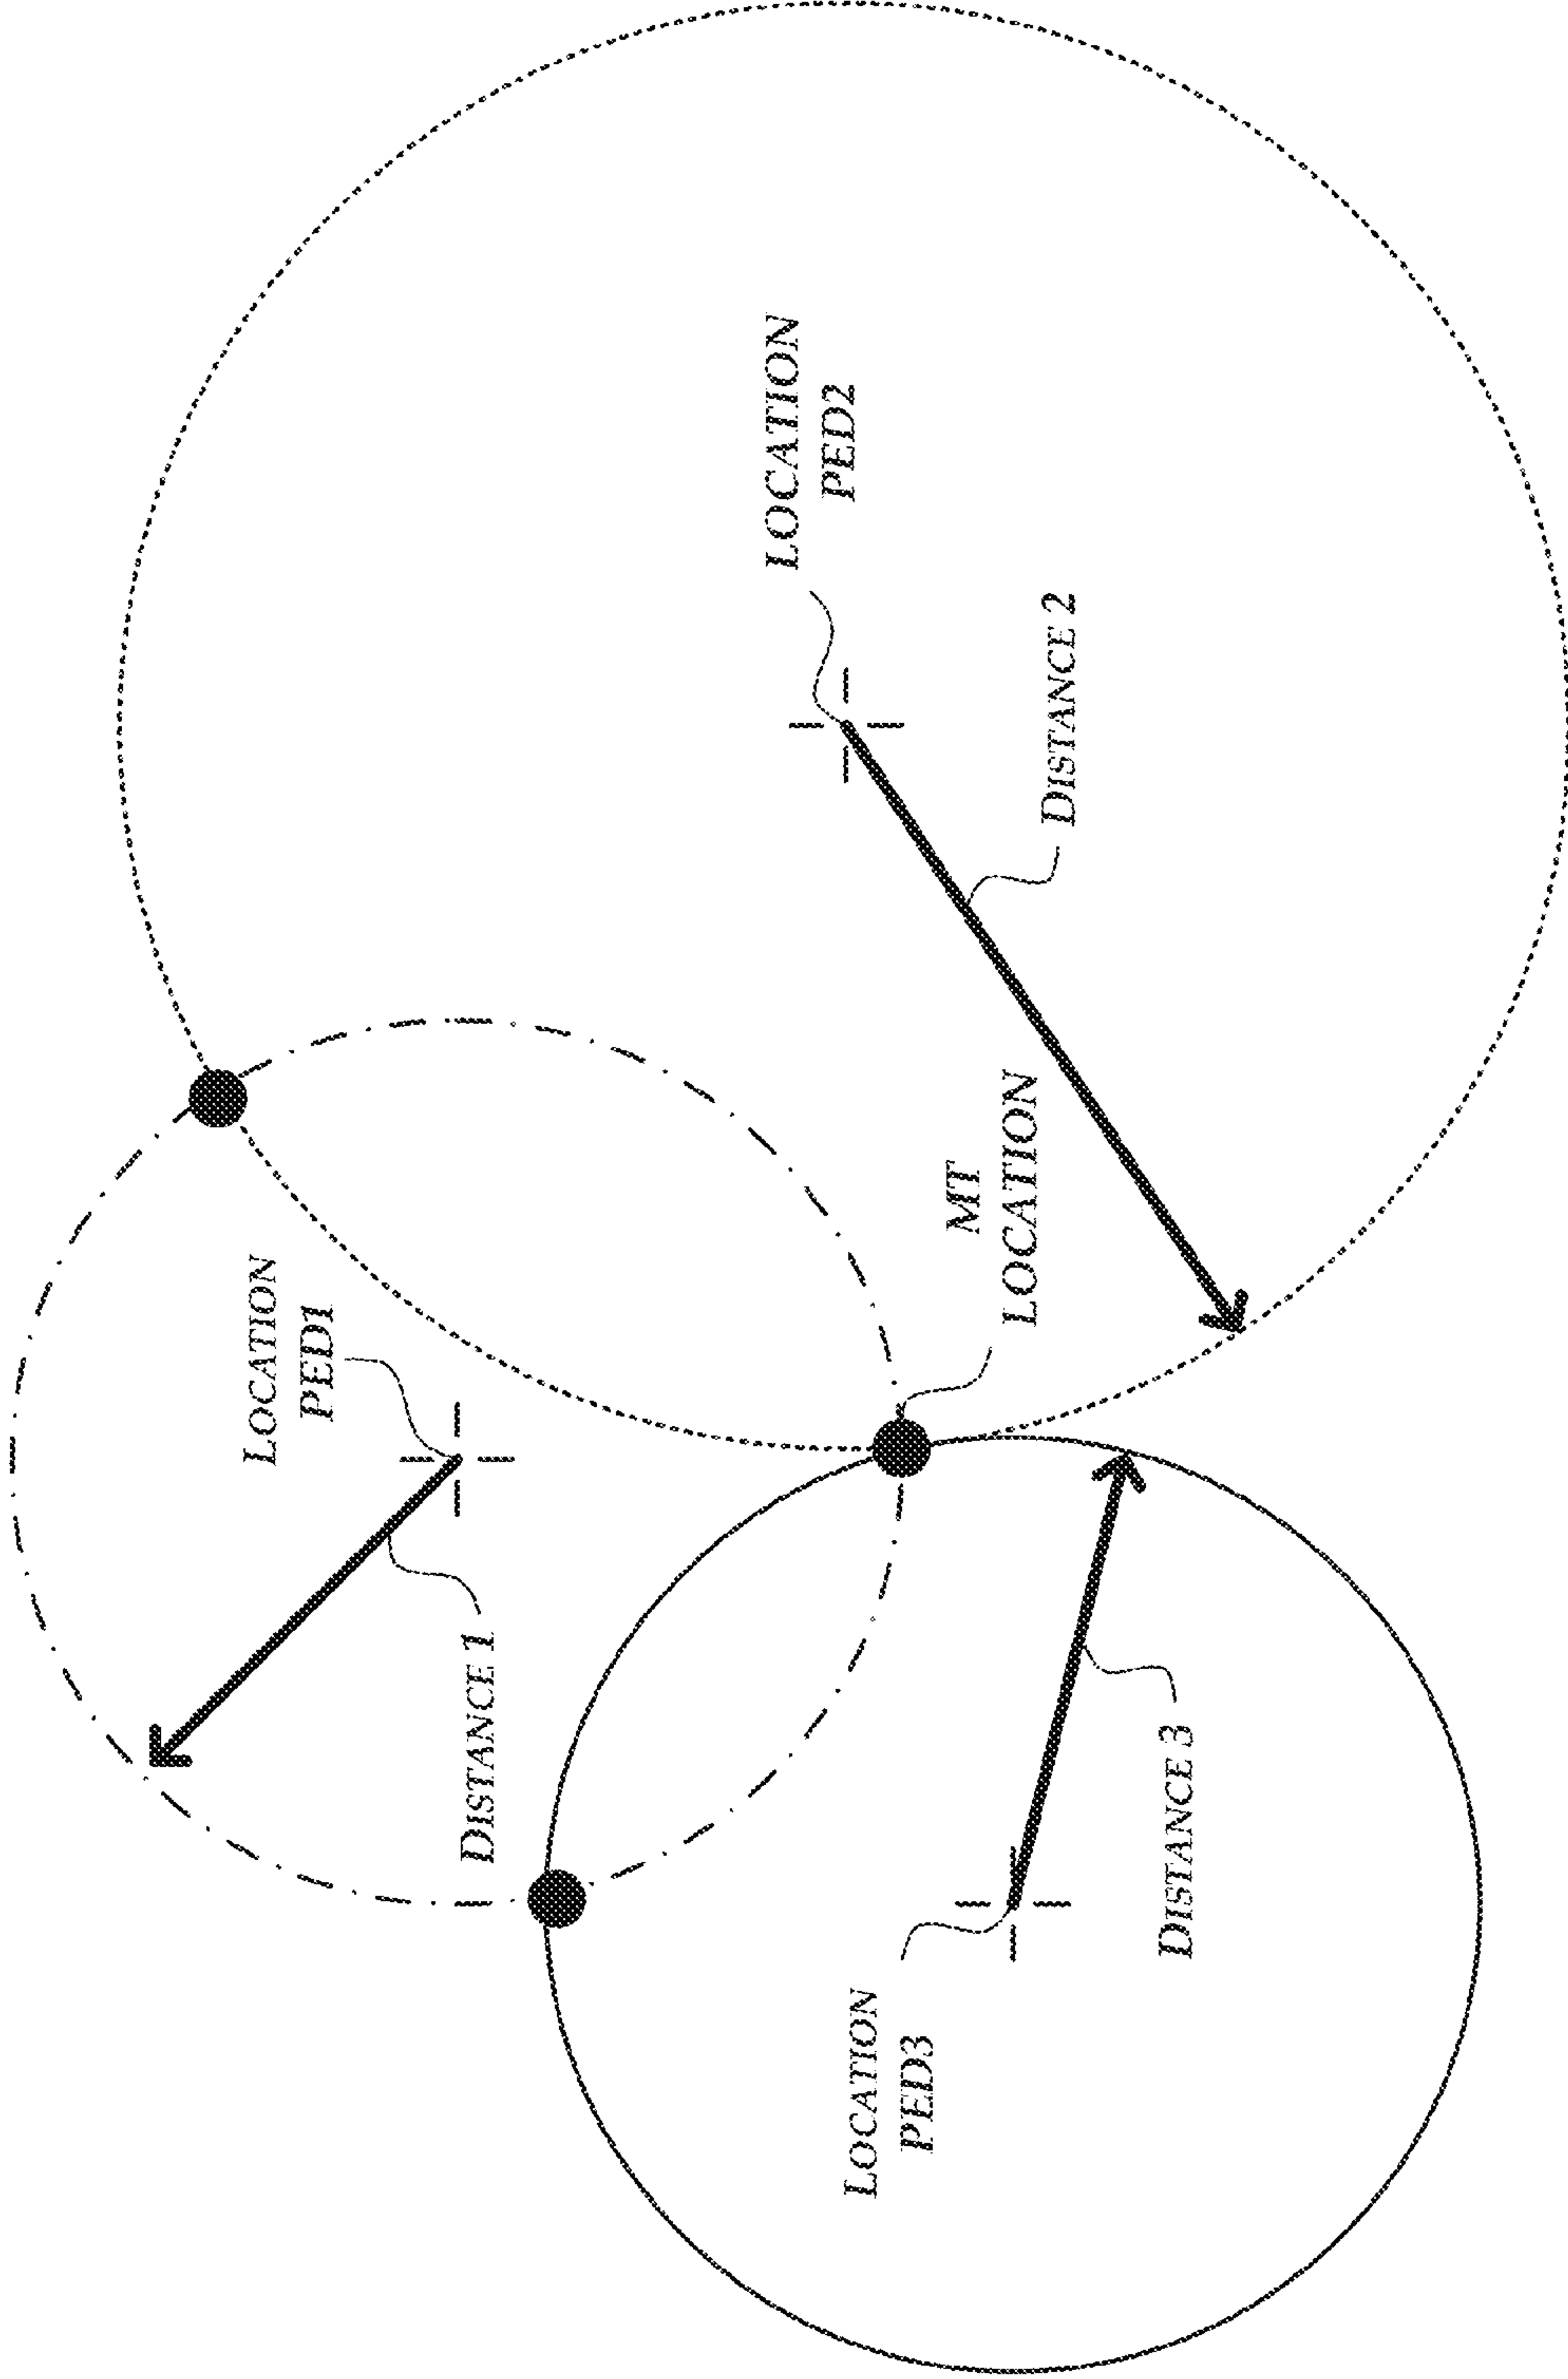 LOCATION
PED1
DISTANCE 1
LOCATION
PED2
DISTANCE 2
MT
LOCATION
LOCATION
PED3
DISTANCE 3